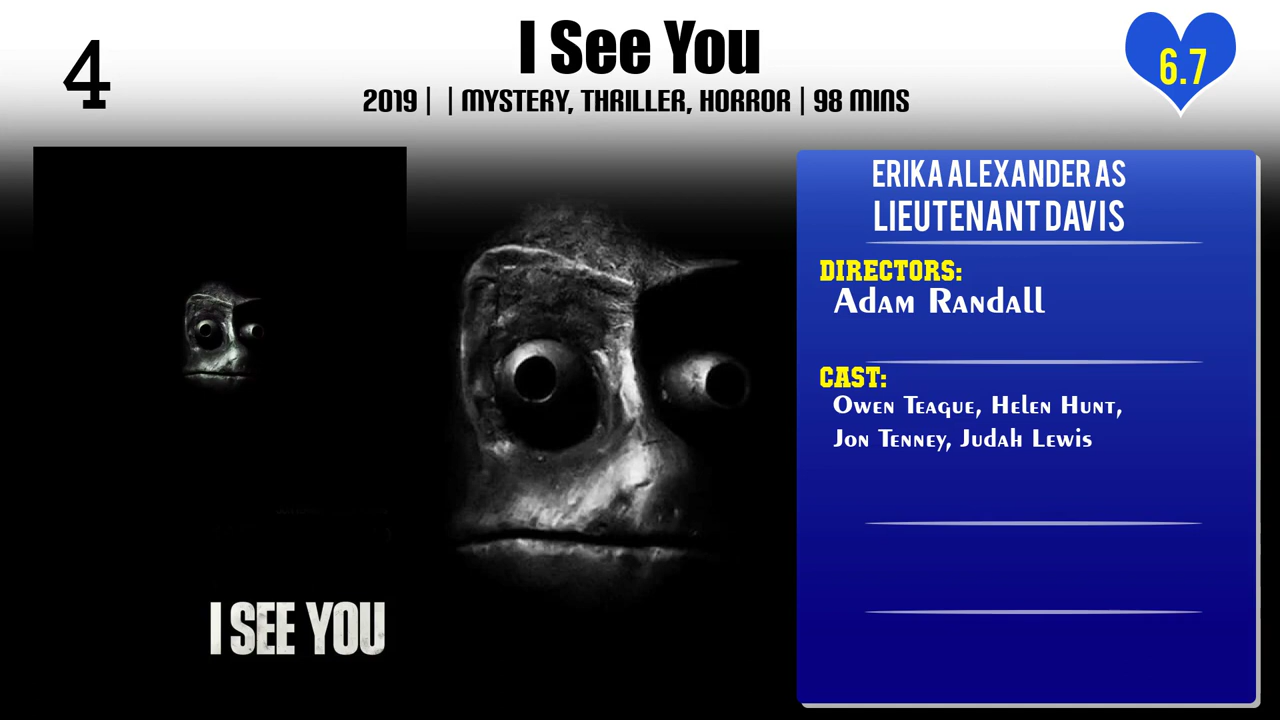 4
I See You
6.7
2019 | | MYSTERY, THRILLER, HORROR | 98 MINS
ERIKA ALEXANDER AS
LIEUTENANT DAVIS
DIRECTORS:
Adam Randall
CAST:
Owen Teague, Helen Hunt,
Jon Tenney, Judah Lewis
I SEE YOU